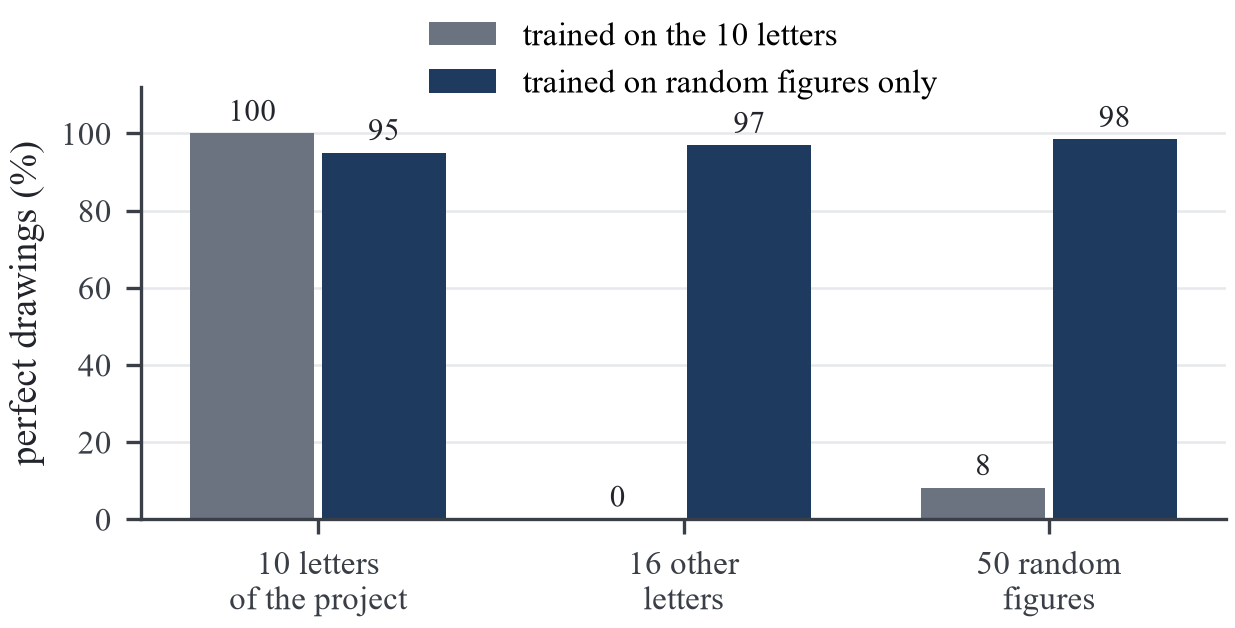 trained on the 10 letters
trained on random figures only
perfect drawings (%)
100
80
60
40
20
0
100
95
0
97
8
98
10 letters
of the project
16 other
letters
50 random
figures